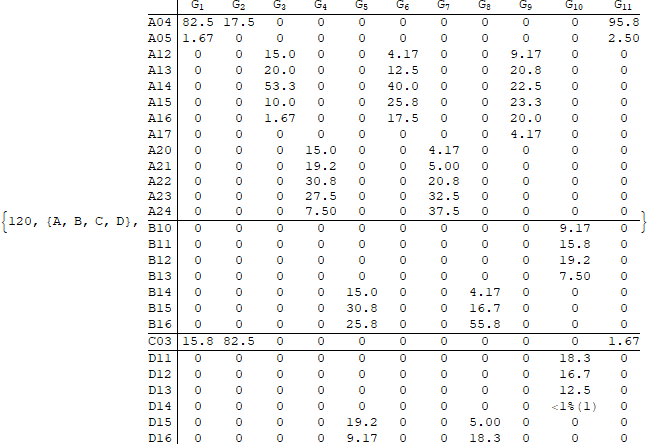 G1 G2 G3 G4 G5 G6 G7 G8 G9 G10 G11
A04 82.5 17.5 0 0 0 0 0 0 0 0 95.8
A05 1.67 0 0 0 0 0 0 0 0 0 2.50
A12 0 0 15.0 0 0 4.17 0 0 9.17 0 0
A13 0 0 20.0 0 0 12.5 0 0 20.8 0 0
A14 0 0 53.3 0 0 40.0 0 0 22.5 0 0
A15 0 0 10.0 0 0 25.8 0 0 23.3 0 0
A16 0 0 1.67 0 0 17.5 0 0 20.0 0 0
A17 0 0 0 0 0 0 0 0 4.17 0 0
A20 0 0 0 15.0 0 0 4.17 0 0 0 0
A21 0 0 0 19.2 0 0 5.00 0 0 0 0
A22 0 0 0 30.8 0 0 20.8 0 0 0 0
A23 0 0 0 27.5 0 0 32.5 0 0 0 0
A24 0 0 0 7.50 0 0 37.5 0 0 0 0
{120, {A, B, C, D}, }
B10 0 0 0 0 0 0 0 0 0 9.17 0
B11 0 0 0 0 0 0 0 0 0 15.8 0
B12 0 0 0 0 0 0 0 0 0 19.2 0
B13 0 0 0 0 0 0 0 0 0 7.50 0
B14 0 0 0 0 15.0 0 0 4.17 0 0 0
B15 0 0 0 0 30.8 0 0 16.7 0 0 0
B16 0 0 0 0 25.8 0 0 55.8 0 0 0
C03 15.8 82.5 0 0 0 0 0 0 0 0 1.67
D11 0 0 0 0 0 0 0 0 0 18.3 0
D12 0 0 0 0 0 0 0 0 0 16.7 0
D13 0 0 0 0 0 0 0 0 0 12.5 0
D14 0 0 0 0 0 0 0 0 0 <1%(1) 0
D15 0 0 0 0 19.2 0 0 5.00 0 0 0
D16 0 0 0 0 9.17 0 0 18.3 0 0 0